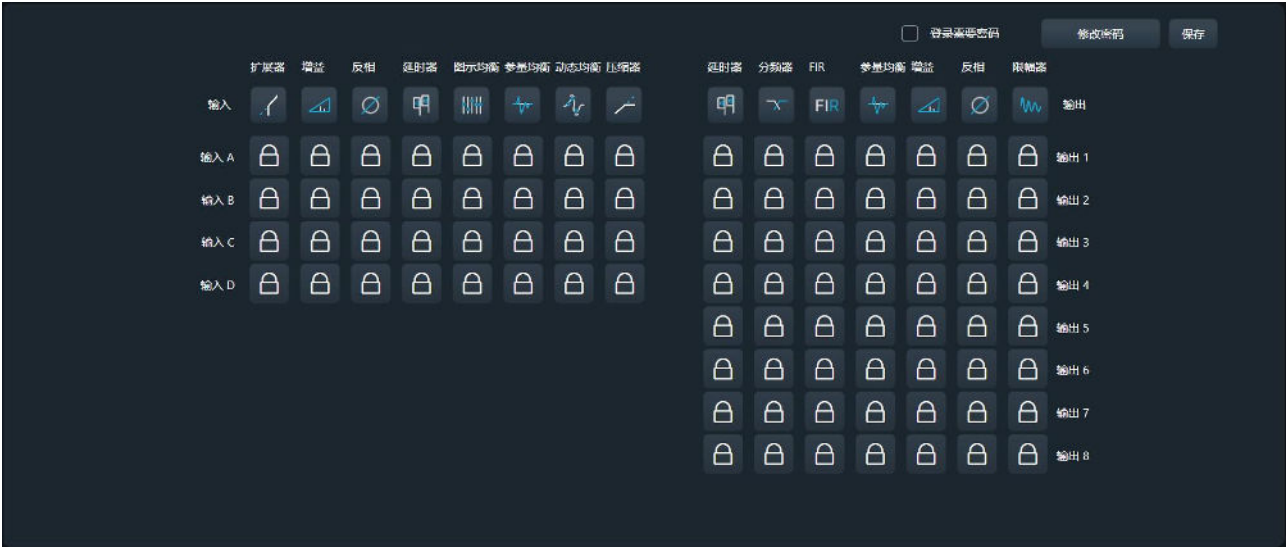 登录需要密码 修改密码 保存
扩展器 增益 反相 延时器 图示均衡 参量均衡 动态均衡 压缩器 延时器 分频器 FIR 参量均衡 增益 反相 限幅器
输入 FIR 输出
输入 A 输出 1
输入 B 输出 2
输入 C 输出 3
输入 D 输出 4
输出 5
输出 6
输出 7
输出 8